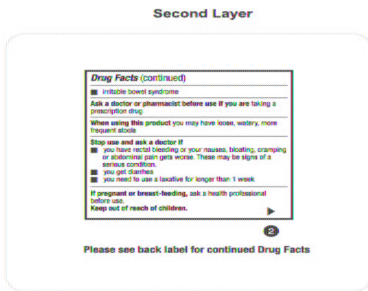 Second Layer
Drug Facts (continued)
■ irritable bowel syndrome
Ask a doctor or pharmacist before use if you are taking a
prescription drug
When using this product you may have loose, watery, more
frequent stools
Stop use and ask a doctor if
■ you have rectal bleeding or your nausea, bloating, cramping
or abdominal pain gets worse. These may be signs of a
serious condition.
■ you get diarrhea
■ you need to use a laxative for longer than 1 week
If pregnant or breast-feeding, ask a health professional
before use.
Keep out of reach of children.
▶
2
Please see back label for continued Drug Facts